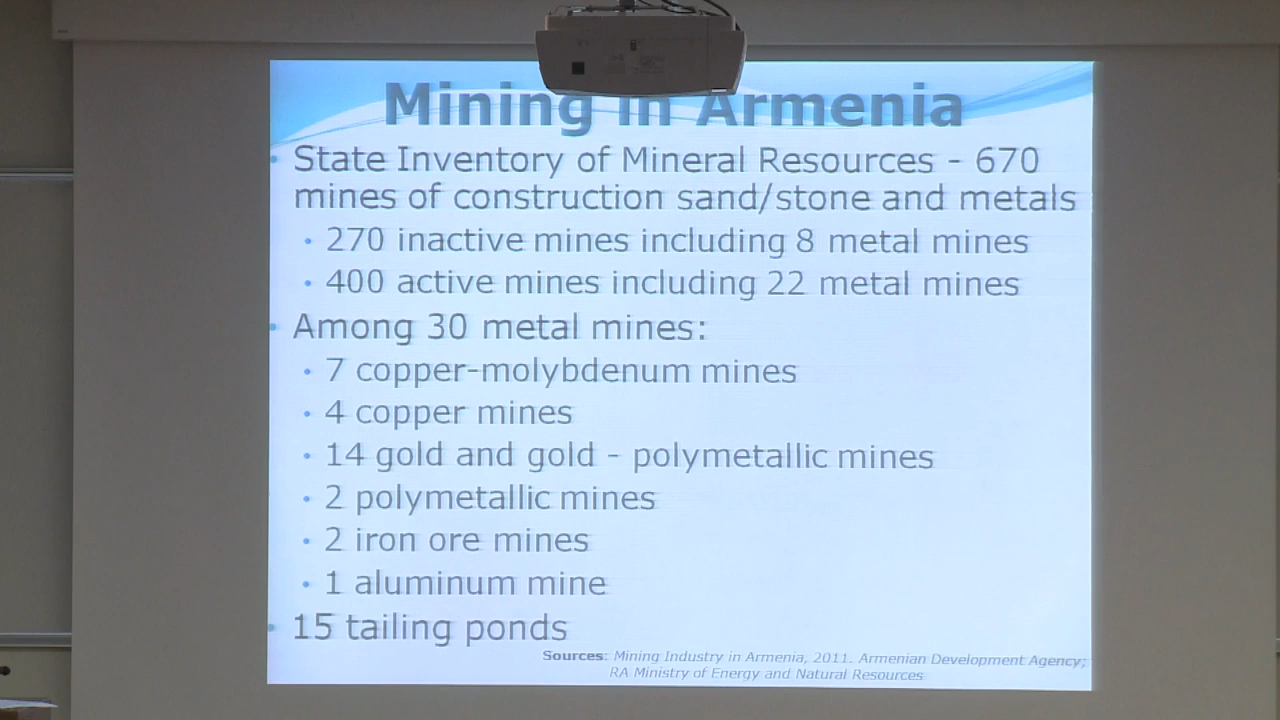 Mining in Armenia
• State Inventory of Mineral Resources - 670
mines of construction sand/stone and metals
• 270 inactive mines including 8 metal mines
• 400 active mines including 22 metal mines
• Among 30 metal mines:
• 7 copper-molybdenum mines
• 4 copper mines
• 14 gold and gold - polymetallic mines
• 2 polymetallic mines
• 2 iron ore mines
• 1 aluminum mine
• 15 tailing ponds
Sources: Mining Industry in Armenia, 2011. Armenian Development Agency;
RA Ministry of Energy and Natural Resources